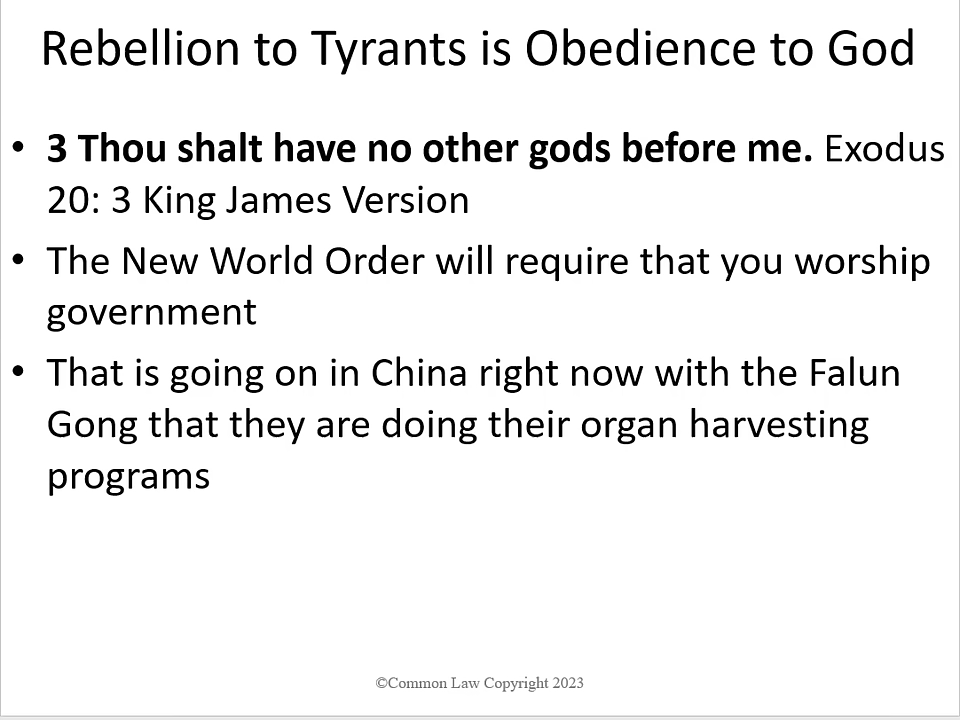 Rebellion to Tyrants is Obedience to God
• 3 Thou shalt have no other gods before me. Exodus
20: 3 King James Version
• The New World Order will require that you worship
government
• That is going on in China right now with the Falun
Gong that they are doing their organ harvesting
programs
©Common Law Copyright 2023